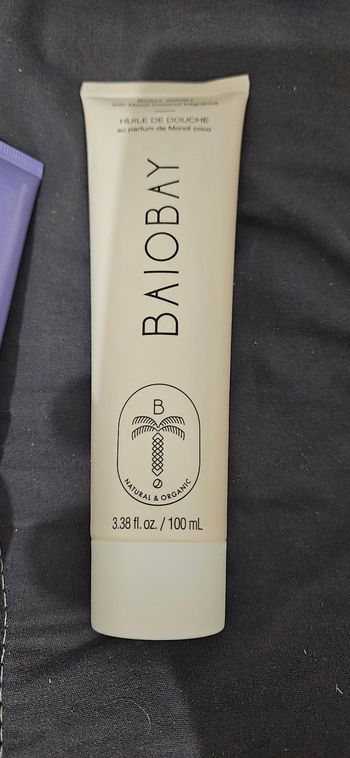 BODY WASH
with Monoi Coconut fragrance
HUILE DE DOUCHE
au parfum de Monoï coco
BAIOBAY
B
NATURAL & ORGANIC
3.38 fl. oz. / 100 mL